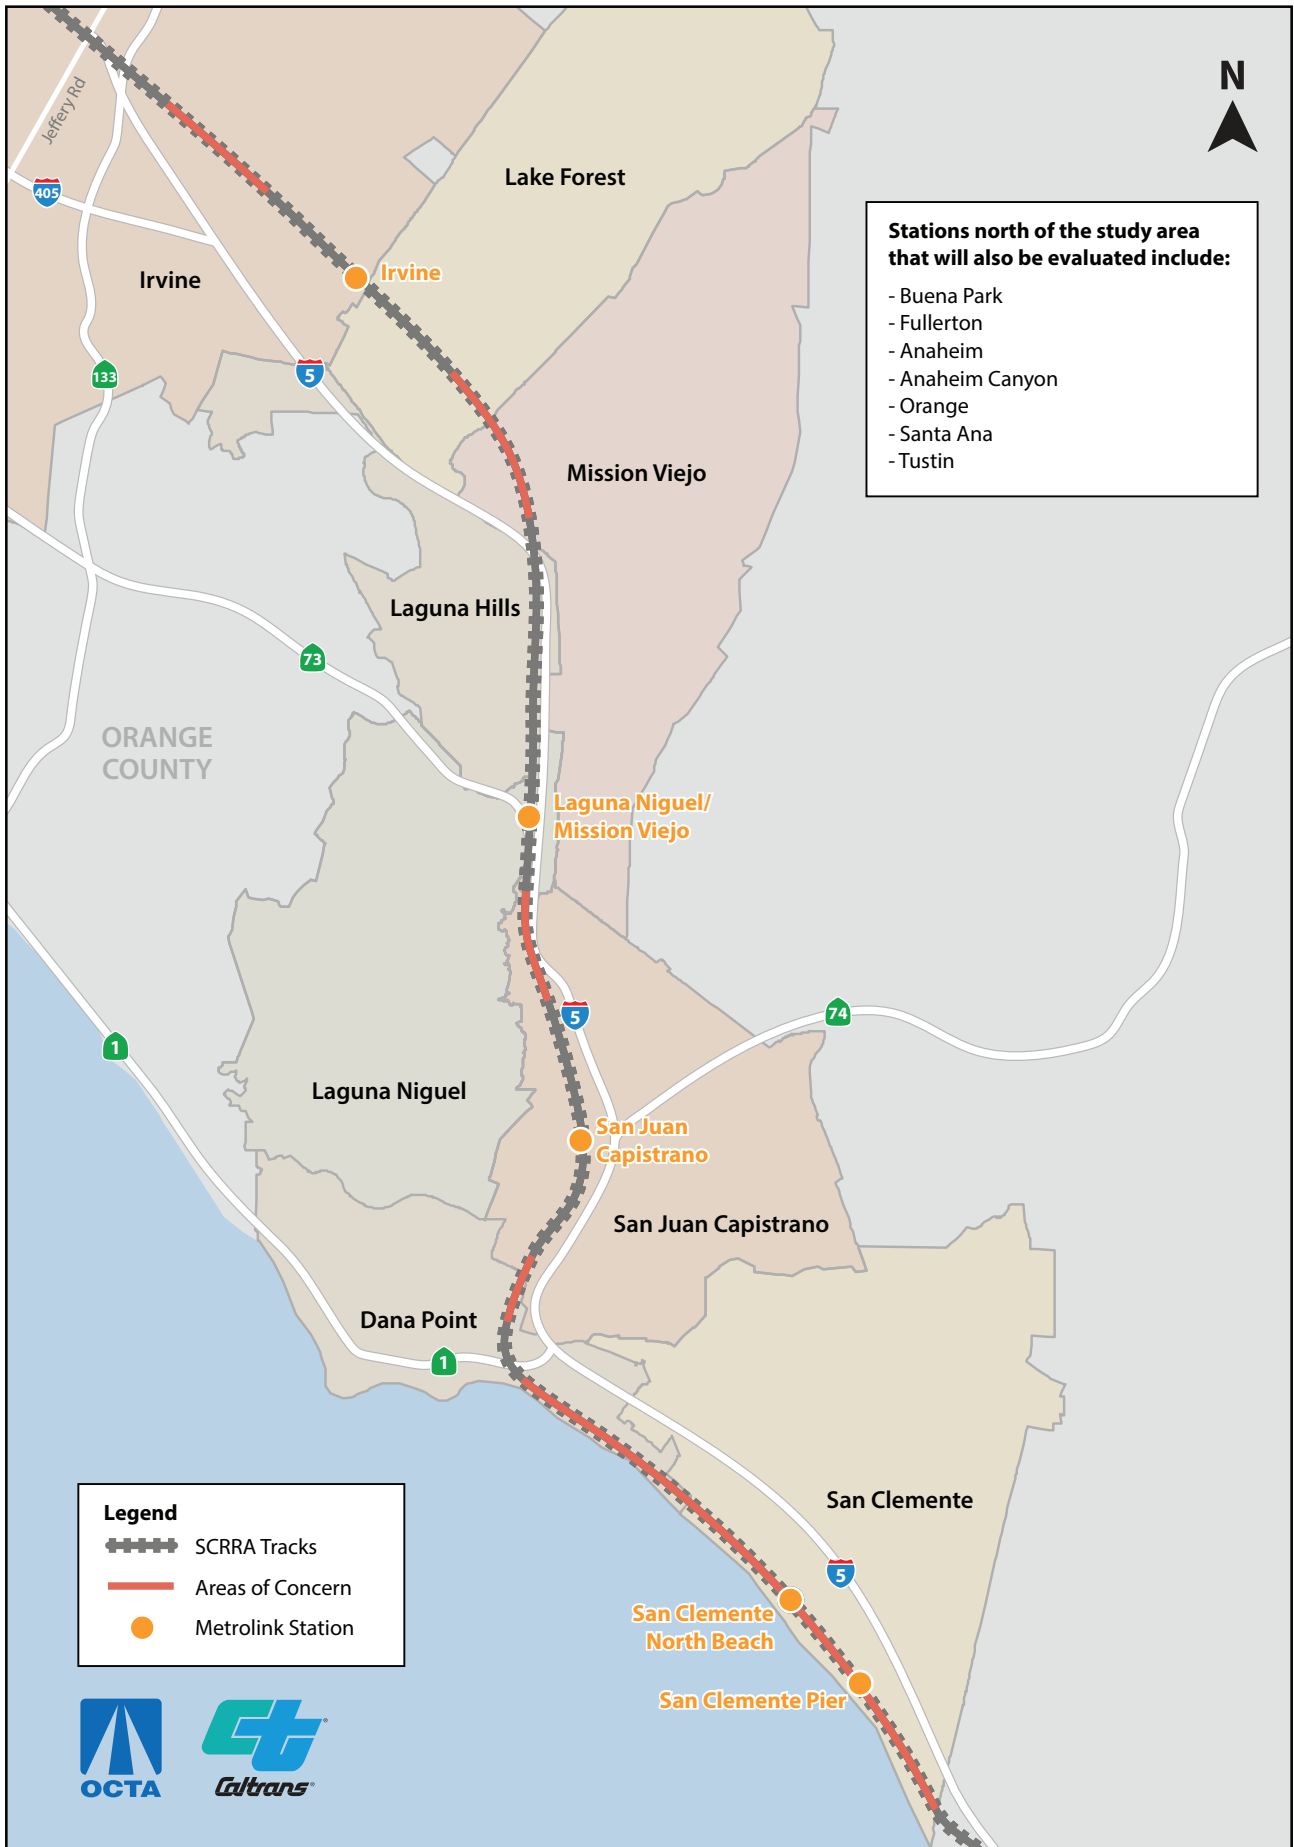 N
Jeffery Rd
405
Lake Forest
Stations north of the study area
that will also be evaluated include:
- Buena Park
- Fullerton
- Anaheim
- Anaheim Canyon
- Orange
- Santa Ana
- Tustin
Irvine
Irvine
133
5
Mission Viejo
Laguna Hills
73
ORANGE
COUNTY
Laguna Niguel/
Mission Viejo
5
74
1
Laguna Niguel
San Juan
Capistrano
San Juan Capistrano
Dana Point
1
San Clemente
5
San Clemente
North Beach
San Clemente Pier
Legend
SCRRA Tracks
Areas of Concern
Metrolink Station
OCTA
Ct
Caltrans®